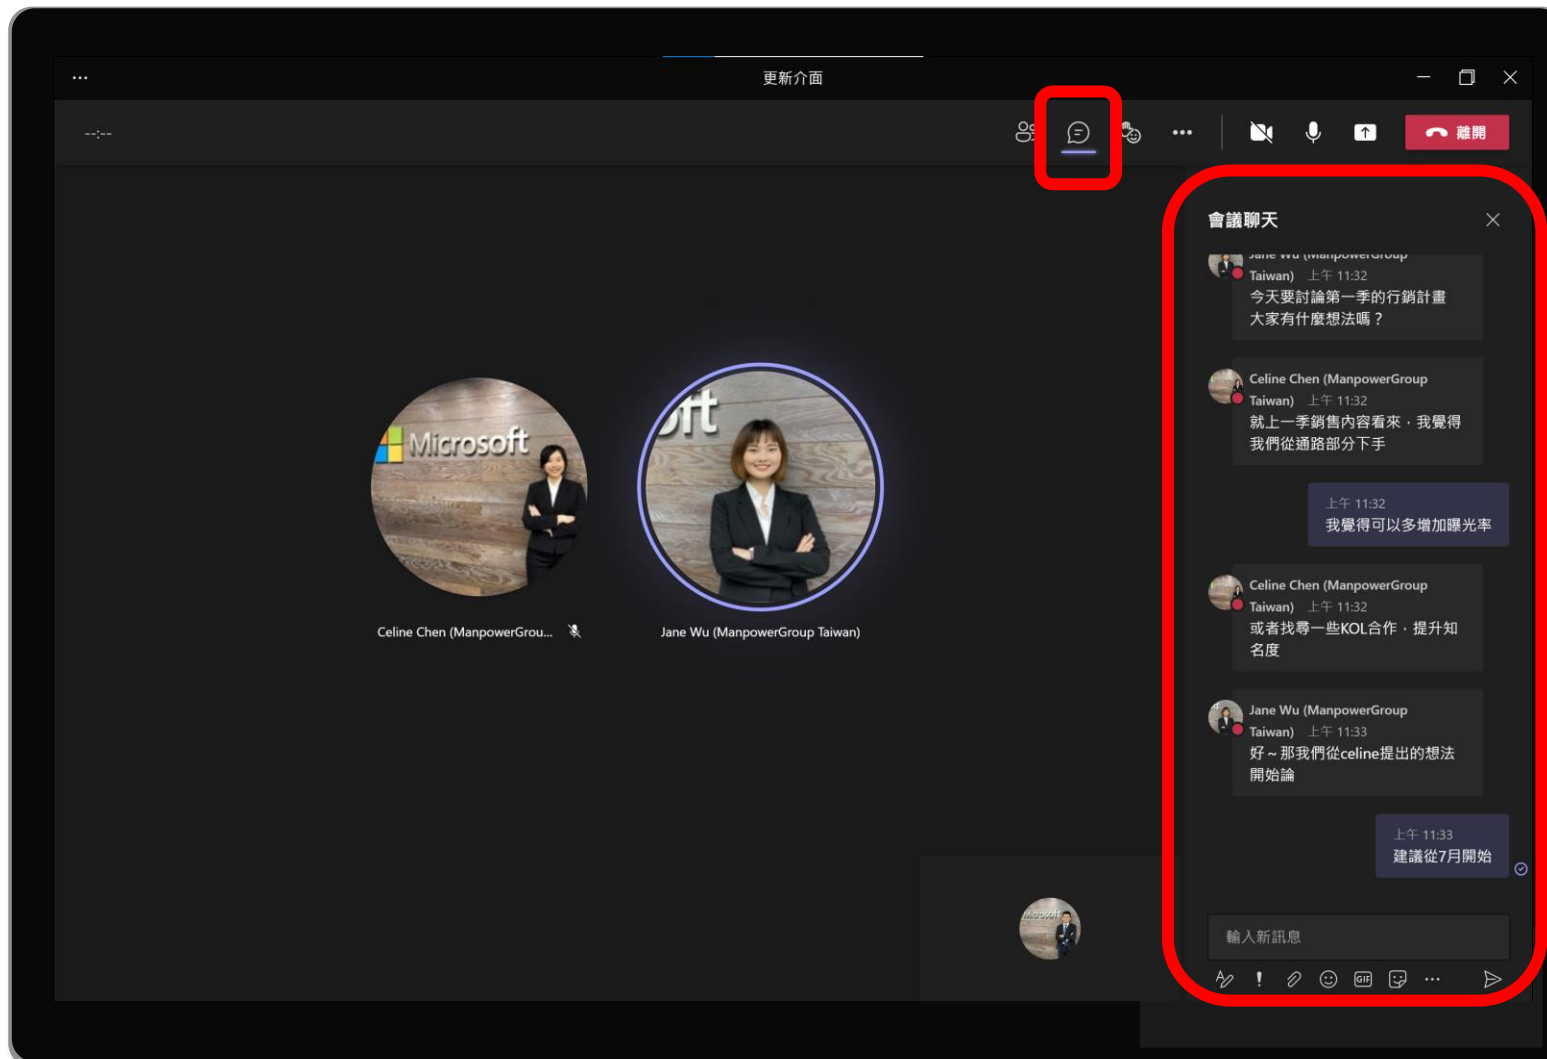 更新介面
--:--
離開
會議聊天
Jane Wu (ManpowerGroup
Taiwan) 上午 11:32
今天要討論第一季的行銷計畫
大家有什麼想法嗎？
Celine Chen (ManpowerGroup
Taiwan) 上午 11:32
就上一季銷售內容看來，我覺得
我們從通路部分下手
上午 11:32
我覺得可以多增加曝光率
Celine Chen (ManpowerGroup
Taiwan) 上午 11:32
或者找尋一些KOL合作，提升知
名度
Jane Wu (ManpowerGroup
Taiwan) 上午 11:33
好～那我們從celine提出的想法
開始論
上午 11:33
建議從7月開始
輸入新訊息
GIF
Microsoft
oft
Celine Chen (ManpowerGrou...
Jane Wu (ManpowerGroup Taiwan)
Microsoft